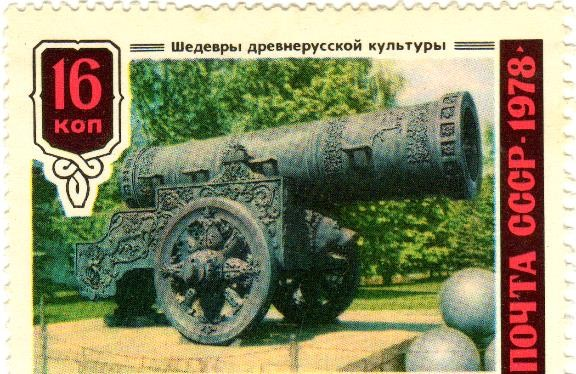 Шедевры древнерусской культуры
16
коп
ПОЧТА СССР·1978·